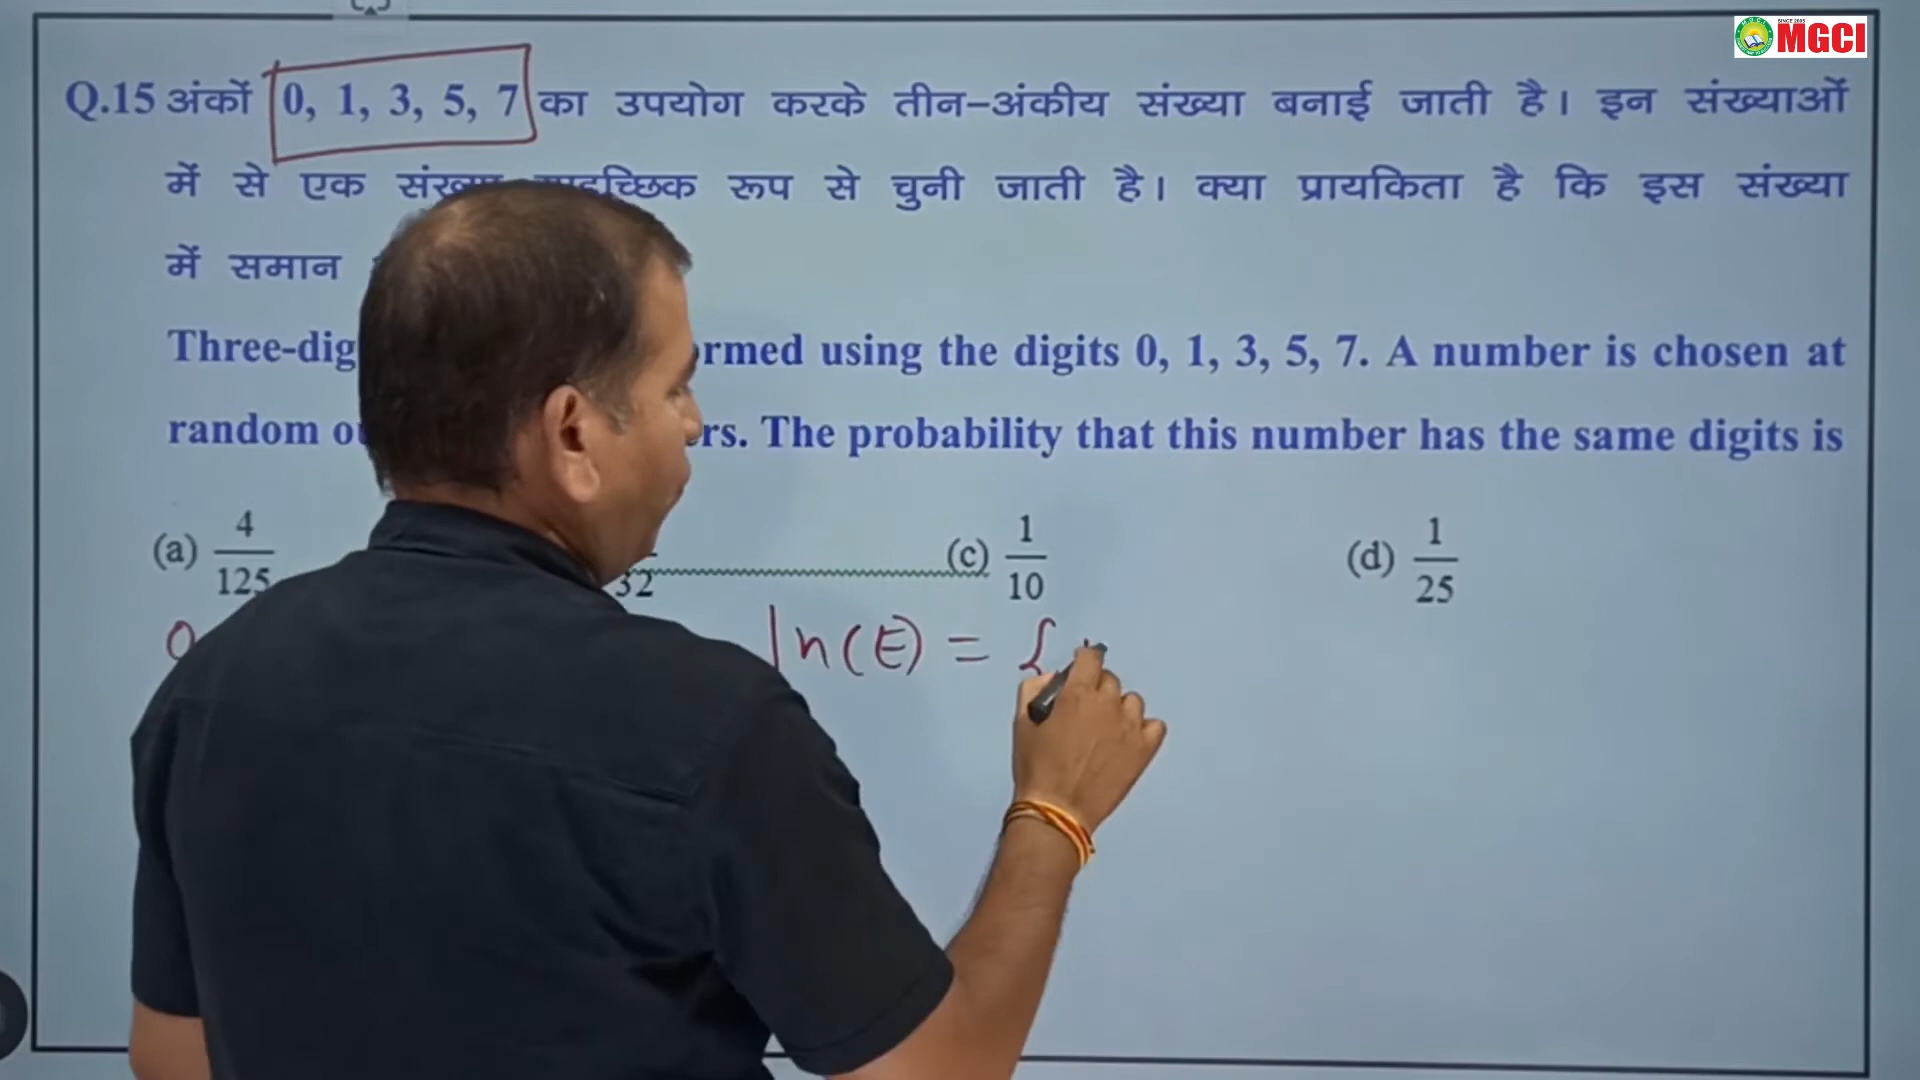 SINCE 2005
MGCI
Q.15 अंकों 0, 1, 3, 5, 7 का उपयोग करके तीन-अंकीय संख्या बनाई जाती है। इन संख्याओं
में से एक रूप से चुनी जाती है। क्या प्रायकिता है कि इस संख्या
में समान
Three-dig rmed using the digits 0, 1, 3, 5, 7. A number is chosen at
random rs. The probability that this number has the same digits is
(a) 4/125 32 (c) 1/10 (d) 1/25
n(E) = {